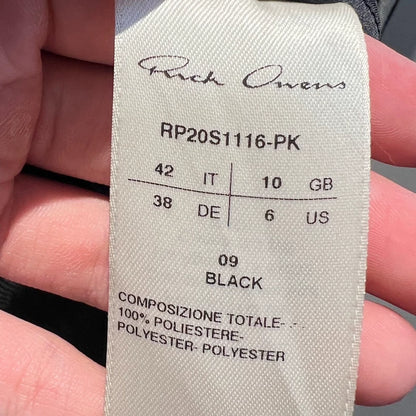 Rick Owens
RP20S1116-PK
42 IT 10 GB
38 DE 6 US
09
BLACK
COMPOSIZIONE TOTALE- -
100% POLIESTERE-
POLYESTER- POLYESTER